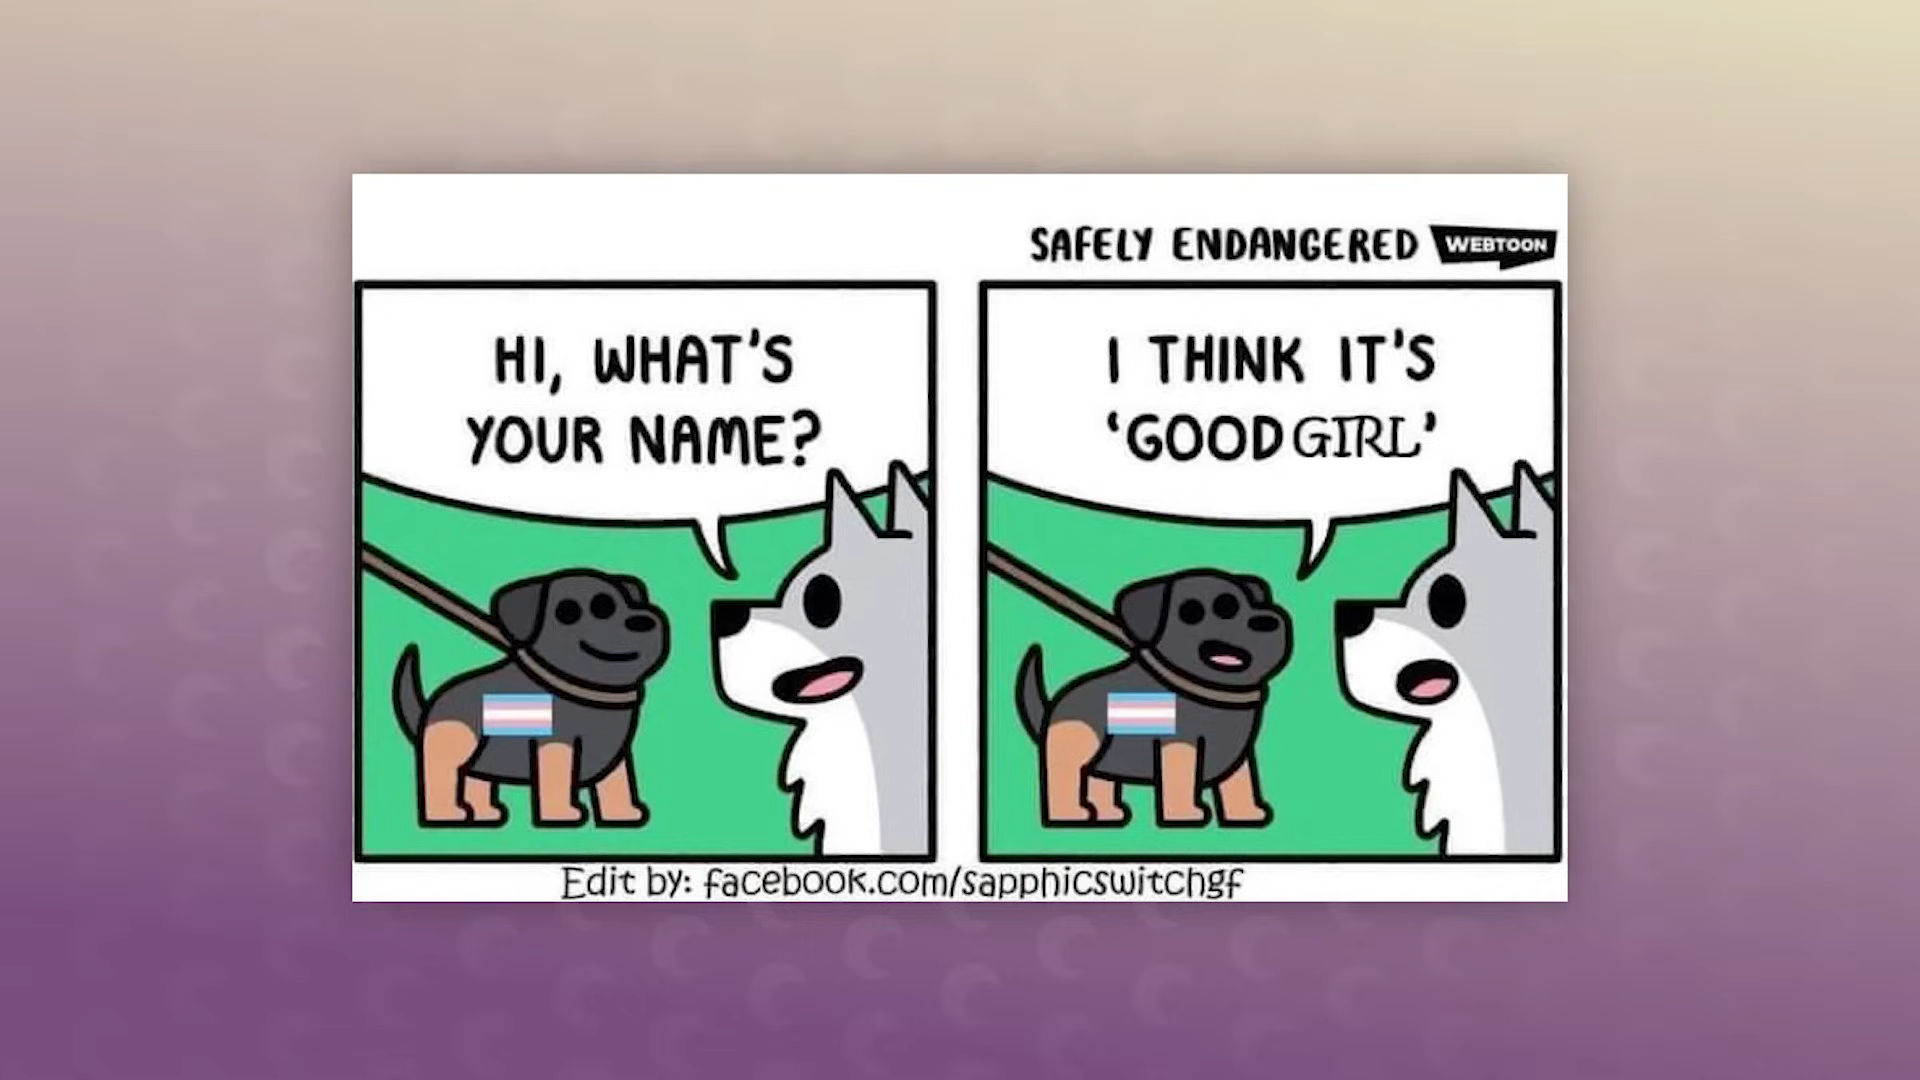 SAFELY ENDANGERED WEBTOON
HI, WHAT'S
YOUR NAME?
I THINK IT'S
'GOOD GIRL'
Edit by: facebook.com/sapphicswitchgf